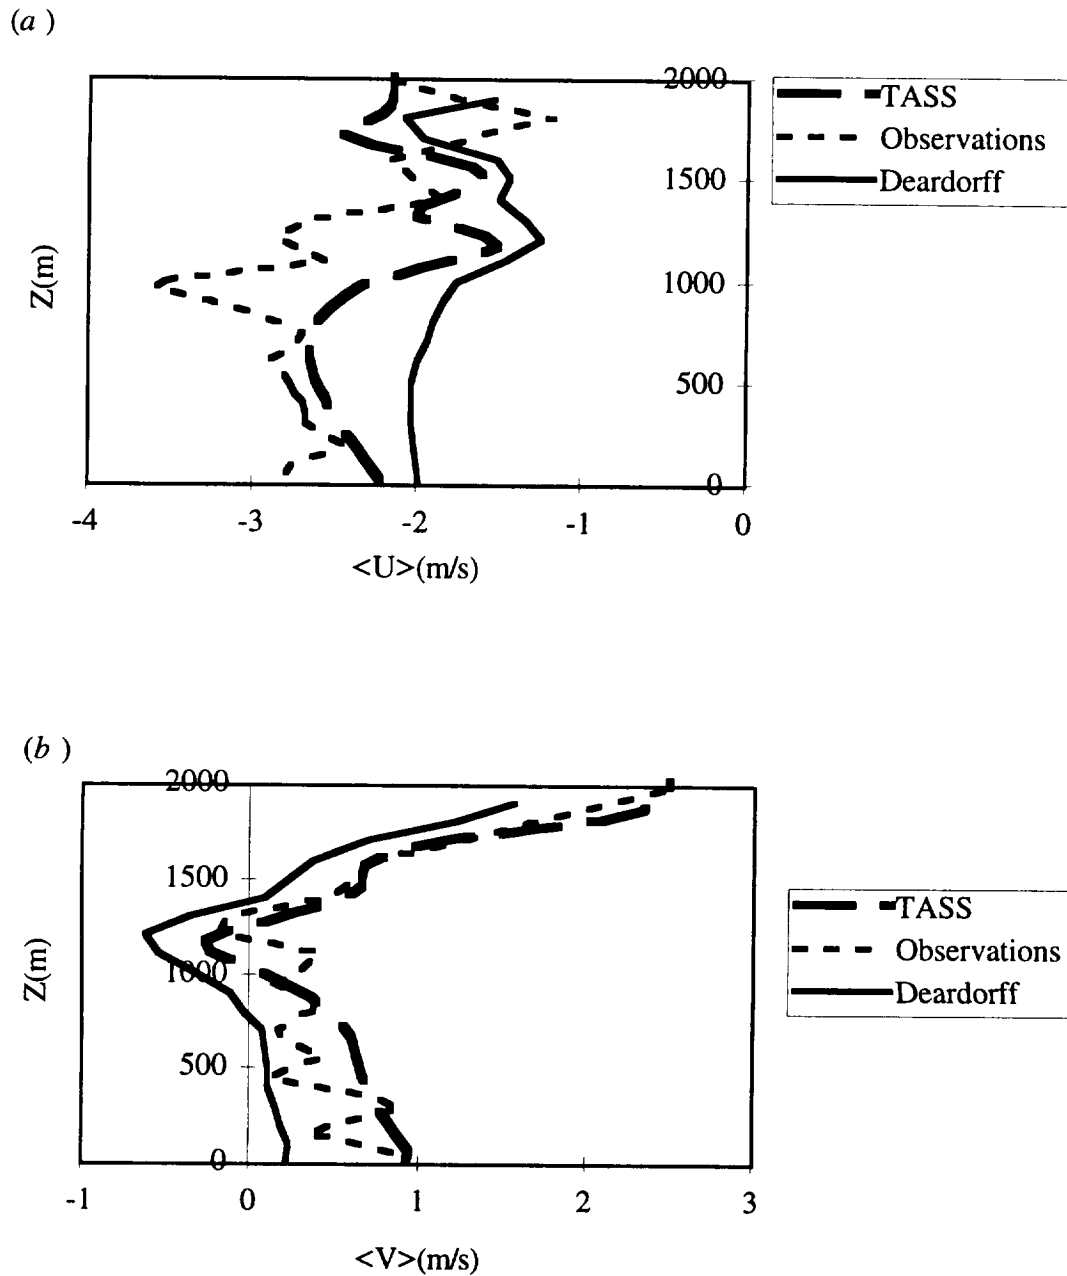 (a )
2000
TASS
Observations
1500
Deardorff
Z(m)
1000
500
0
-4 -3 -2 -1 0
<U>(m/s)
(b )
2000
1500
TASS
Observations
Z(m)
1000
Deardorff
500
0
-1 0 1 2 3
<V>(m/s)